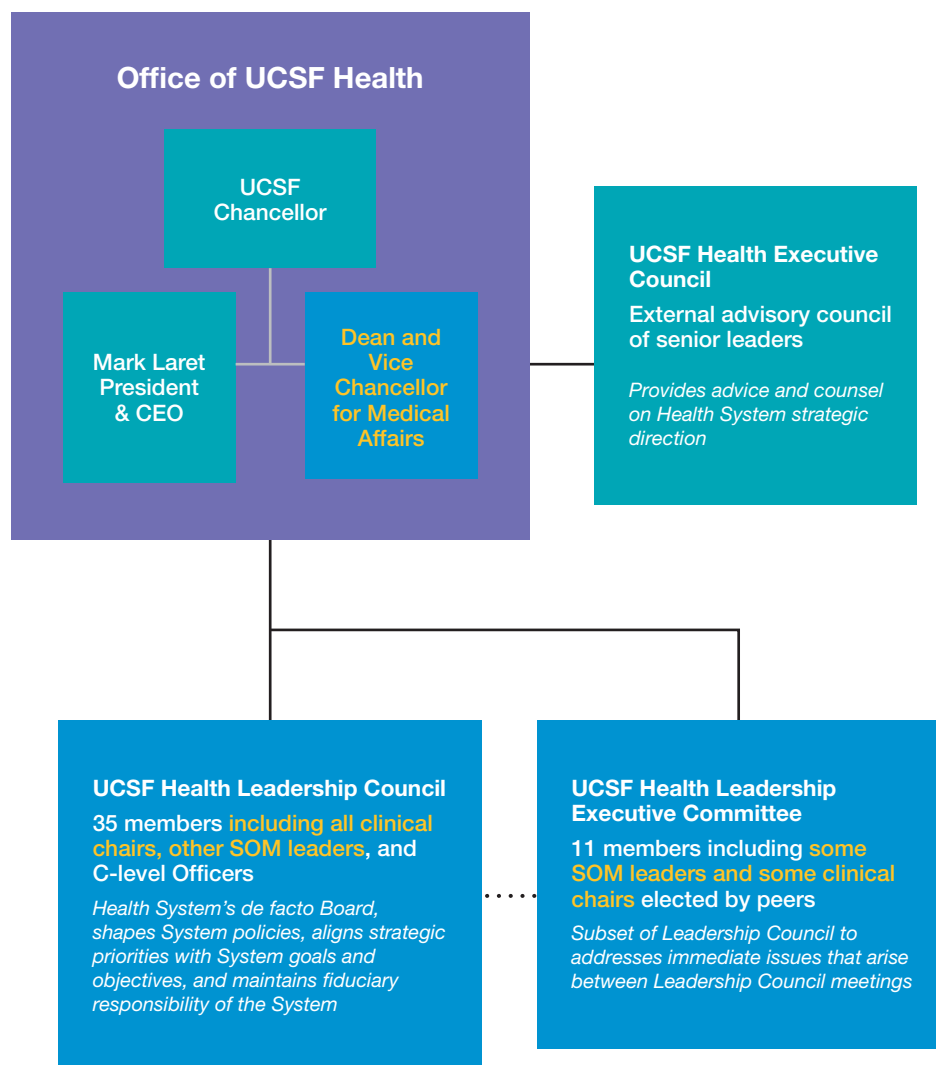 Office of UCSF Health
UCSF
Chancellor
Mark Laret
President
& CEO
Dean and
Vice
Chancellor
for Medical
Affairs
UCSF Health Executive
Council
External advisory council
of senior leaders
Provides advice and counsel
on Health System strategic
direction
UCSF Health Leadership Council
35 members including all clinical
chairs, other SOM leaders, and
C-level Officers
Health System's de facto Board,
shapes System policies, aligns strategic
priorities with System goals and
objectives, and maintains fiduciary
responsibility of the System
UCSF Health Leadership
Executive Committee
11 members including some
SOM leaders and some clinical
chairs elected by peers
Subset of Leadership Council to
addresses immediate issues that arise
between Leadership Council meetings